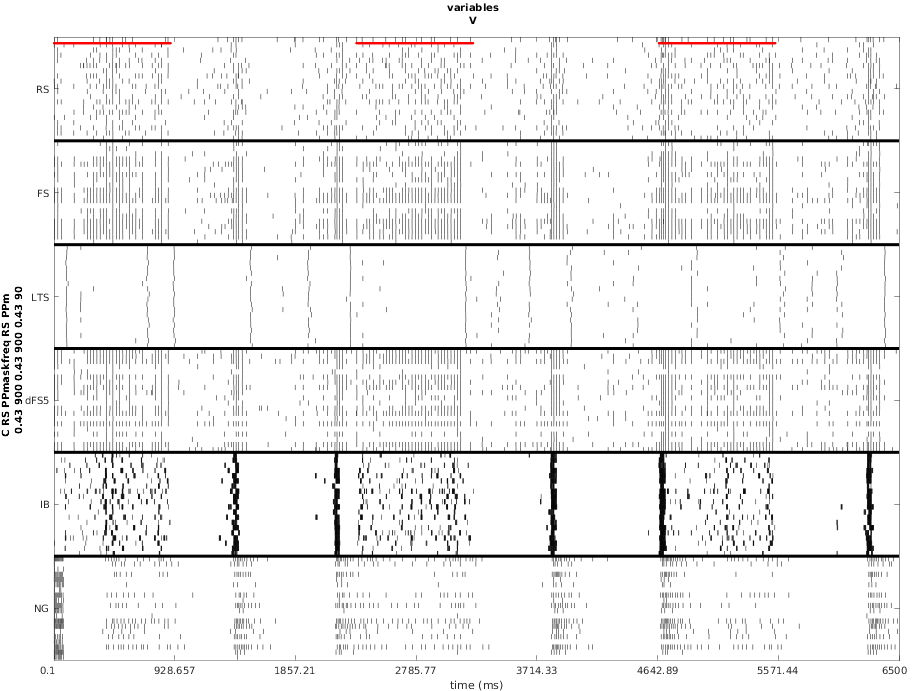 variables
V
C RS PPmaskfreq RS PPm
0.43 900 0.43 900 0.43 90
RS
FS
LTS
dFS5
IB
NG
0.1 928.657 1857.21 2785.77 3714.33 4642.89 5571.44 6500
time (ms)